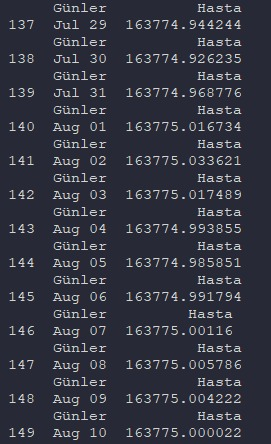 Günler Hasta
137 Jul 29 163774.944244
Günler Hasta
138 Jul 30 163774.926235
Günler Hasta
139 Jul 31 163774.968776
Günler Hasta
140 Aug 01 163775.016734
Günler Hasta
141 Aug 02 163775.033621
Günler Hasta
142 Aug 03 163775.017489
Günler Hasta
143 Aug 04 163774.993855
Günler Hasta
144 Aug 05 163774.985851
Günler Hasta
145 Aug 06 163774.991794
Günler Hasta
146 Aug 07 163775.00116
Günler Hasta
147 Aug 08 163775.005786
Günler Hasta
148 Aug 09 163775.004222
Günler Hasta
149 Aug 10 163775.000022